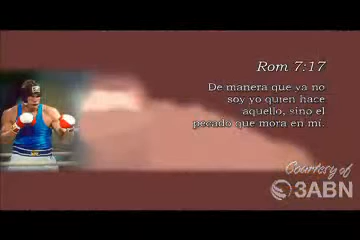 Rom 7:17
De manera que ya no
soy yo quien hace
aquello, sino el
pecado que mora en mí.
Courtesy of
3ABN